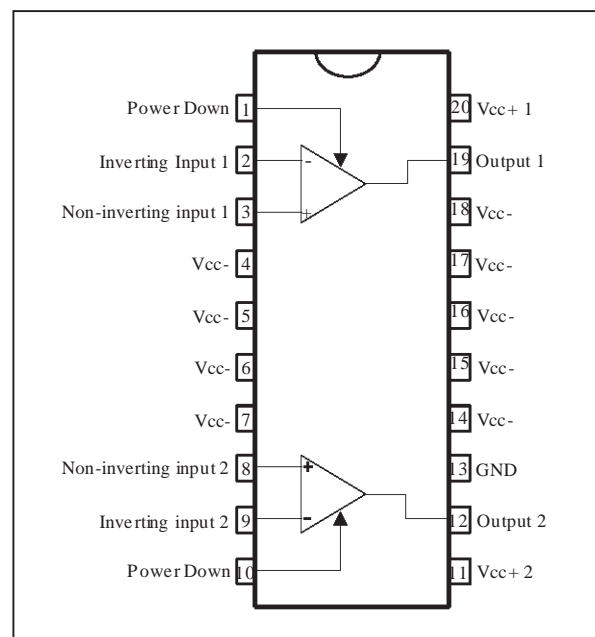 Power Down 1 20 Vcc+ 1
Inverting Input 1 2 - 19 Output 1
Non-inverting input 1 3 + 18 Vcc-
Vcc- 4 17 Vcc-
Vcc- 5 16 Vcc-
Vcc- 6 15 Vcc-
Vcc- 7 14 Vcc-
Non-inverting input 2 8 + 13 GND
Inverting input 2 9 - 12 Output 2
Power Down 10 11 Vcc+ 2